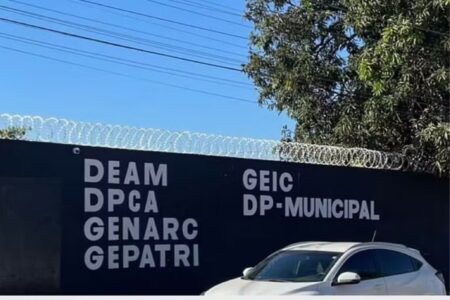 DEAM
DPCA
GENARC
GEPATRI
GEIC
DP-MUNICIPAL